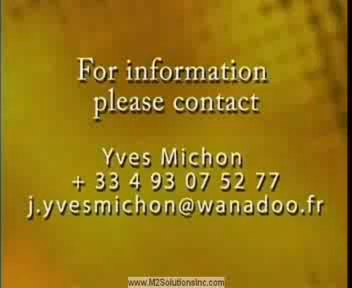 For information
please contact
Yves Michon
+ 33 4 93 07 52 77
j.yvesmichon@wanadoo.fr
www.M2SolutionsInc.com